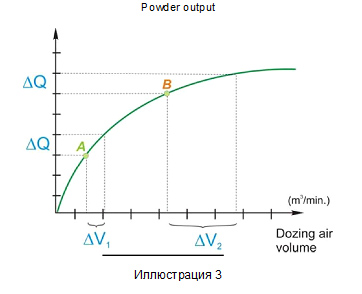 Powder output
ΔQ
B
ΔQ
A
(m³/min.)
ΔV₁
ΔV₂
Dozing air
volume
Иллюстрация 3